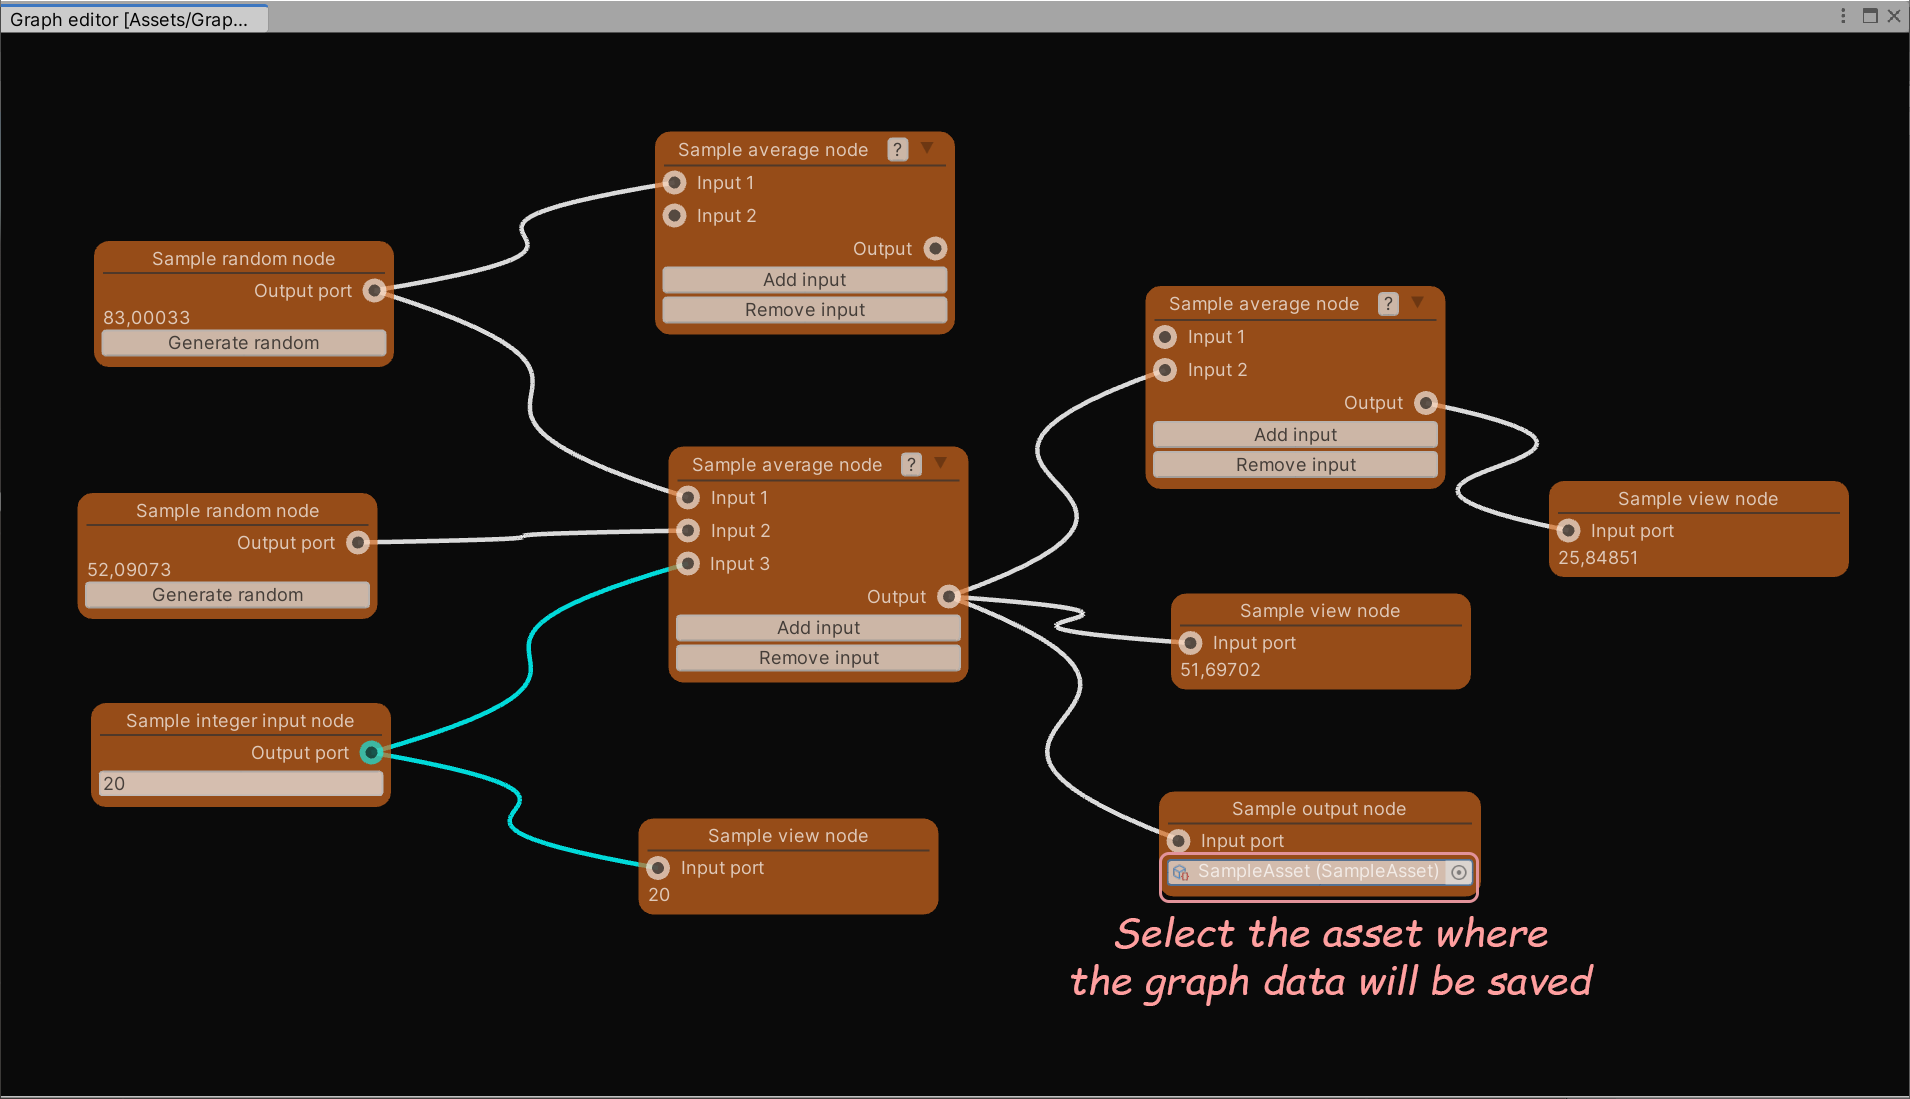 Graph editor [Assets/Grap...
Sample average node ?
Input 1
Input 2
Output
Add input
Remove input
Sample random node
Output port
83,00033
Generate random
Sample average node ?
Input 1
Input 2
Output
Add input
Remove input
Sample average node ?
Input 1
Input 2
Input 3
Output
Add input
Remove input
Sample random node
Output port
52,09073
Generate random
Sample view node
Input port
25,84851
Sample view node
Input port
51,69702
Sample integer input node
Output port
20
Sample view node
Input port
20
Sample output node
Input port
SampleAsset (SampleAsset)
Select the asset where
the graph data will be saved